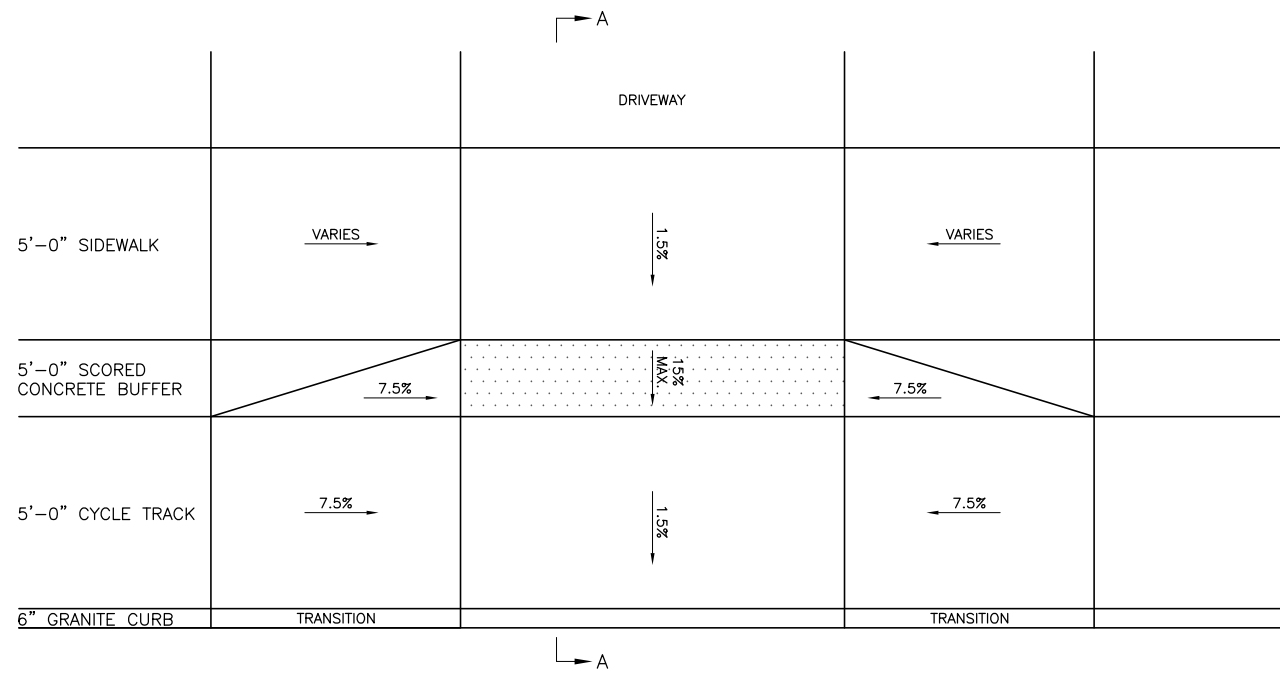 A
DRIVEWAY
5'-0" SIDEWALK
VARIES
1.5%
VARIES
5'-0" SCORED
CONCRETE BUFFER
7.5%
15%
MAX.
7.5%
5'-0" CYCLE TRACK
7.5%
1.5%
7.5%
6" GRANITE CURB
TRANSITION
TRANSITION
A